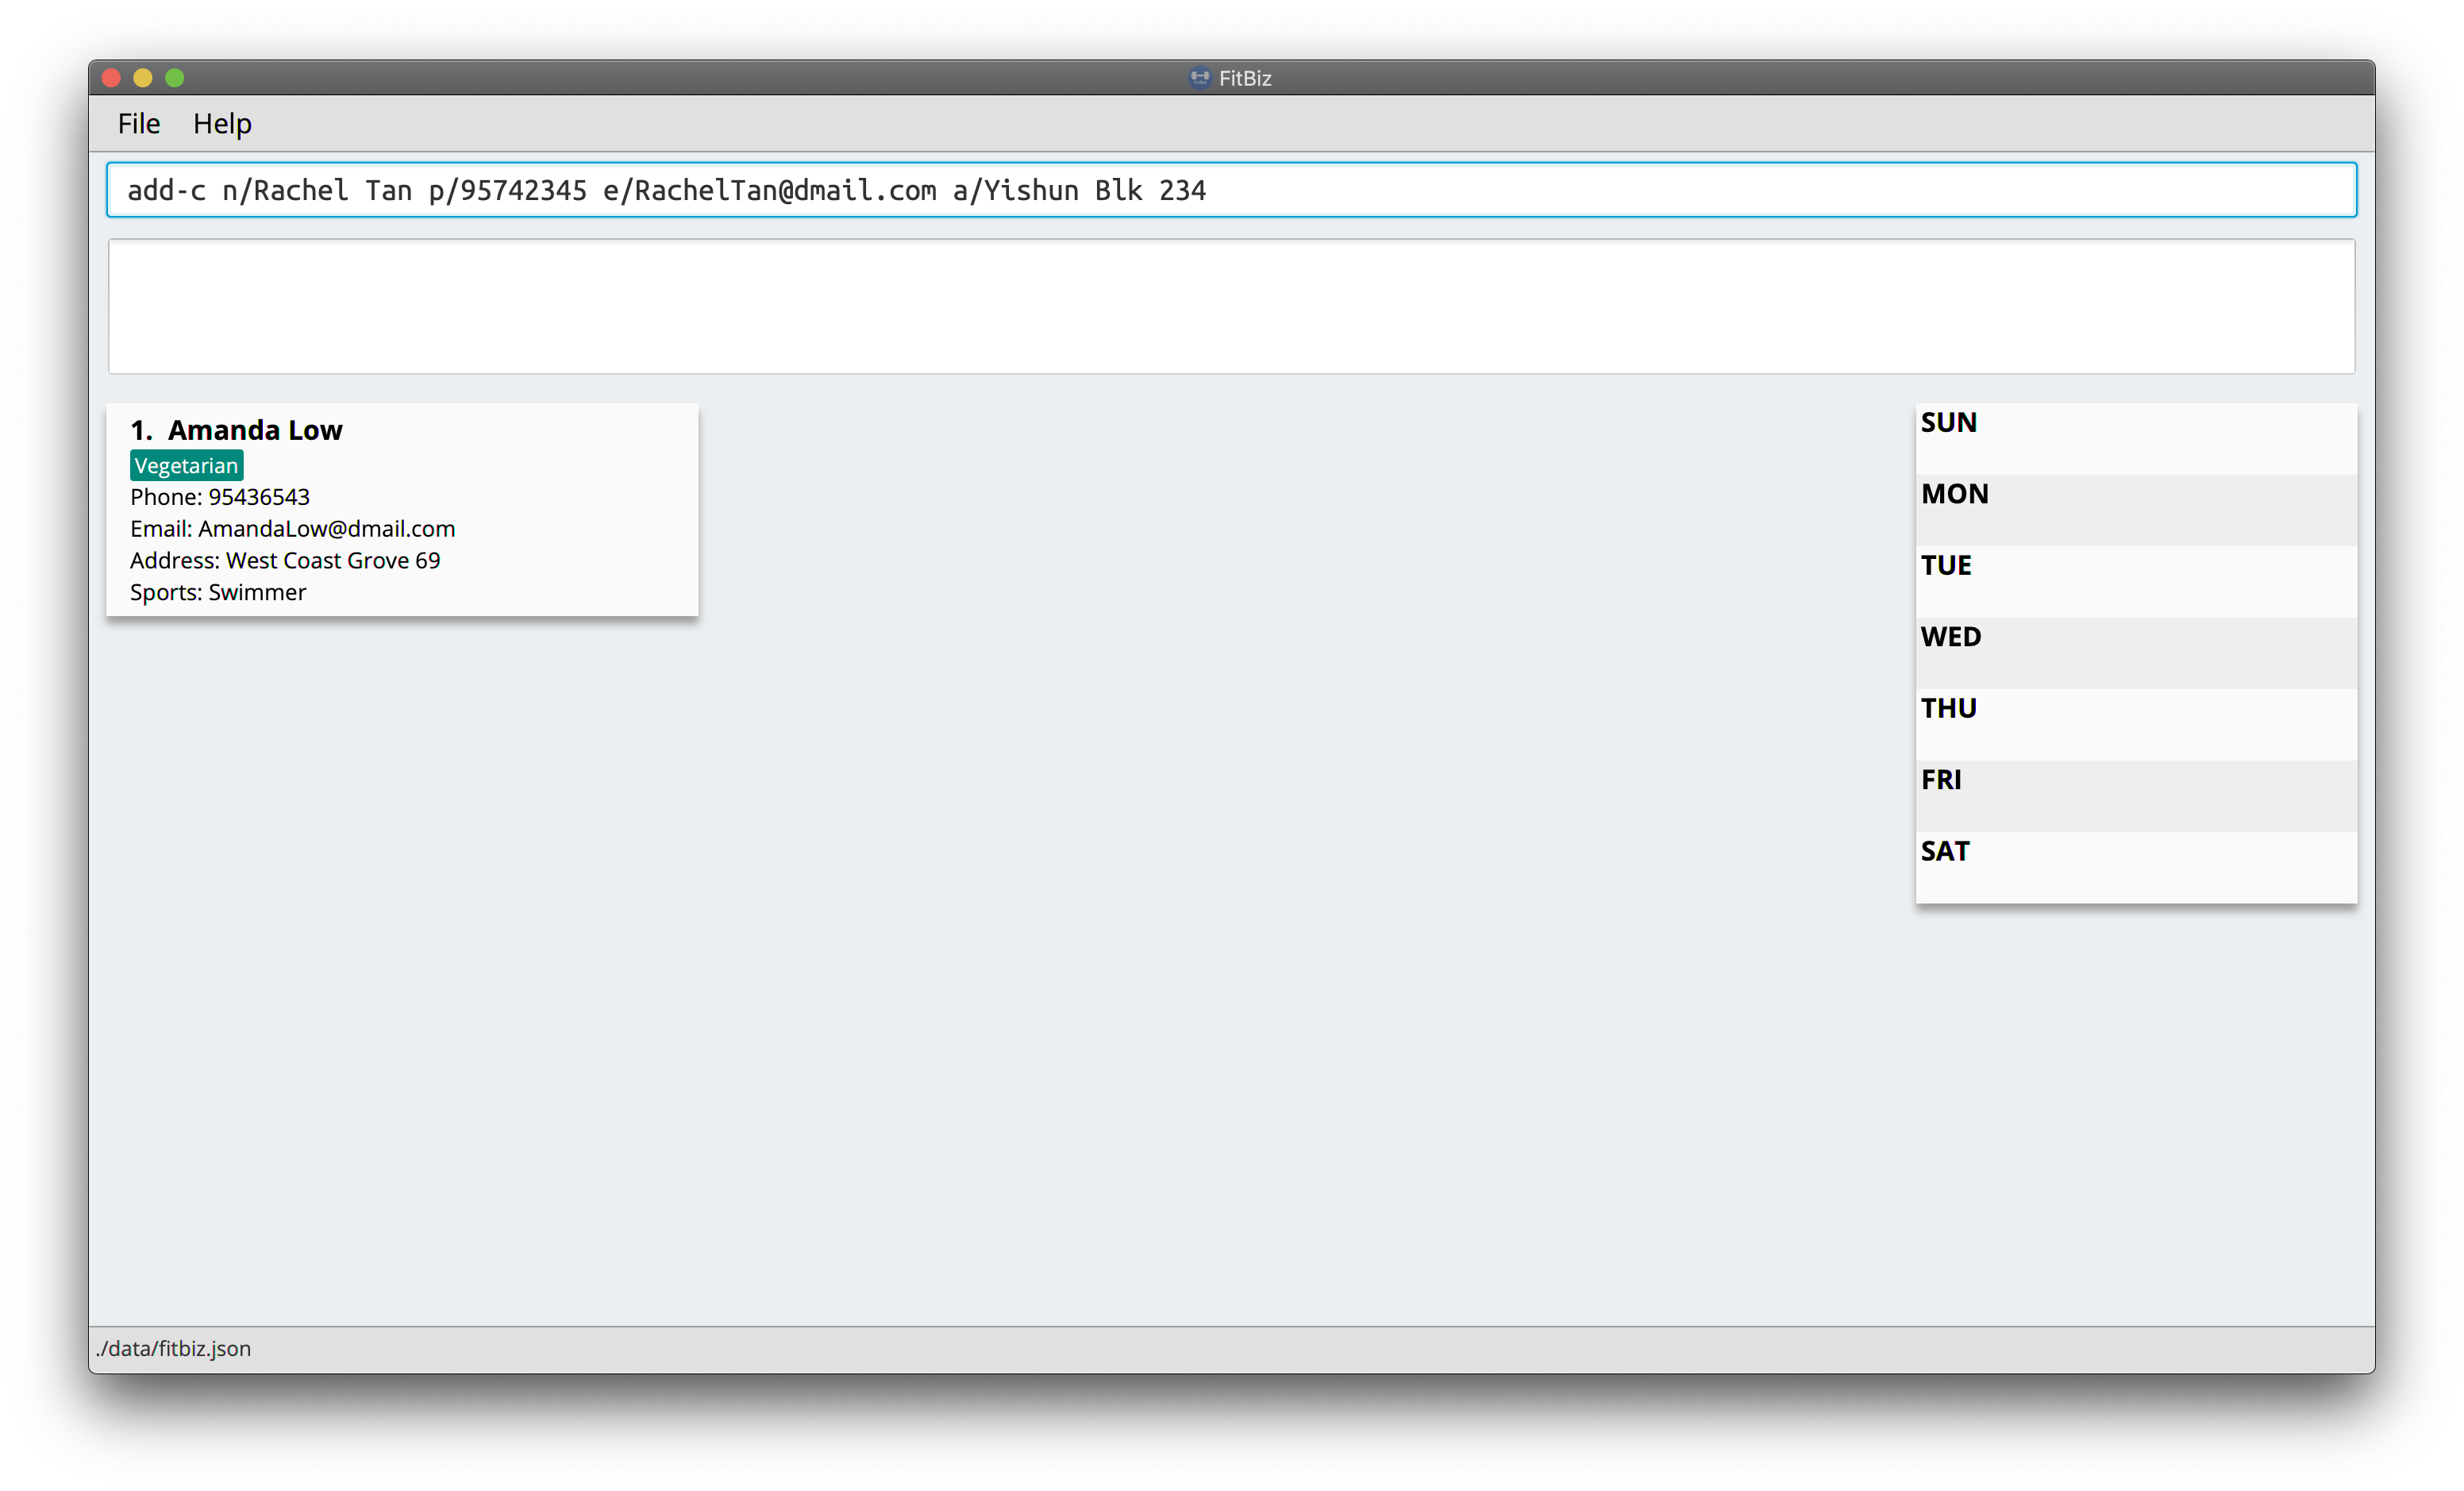 FitBiz
File Help
add-c n/Rachel Tan p/95742345 e/RachelTan@dmail.com a/Yishun Blk 234
1. Amanda Low
Vegetarian
Phone: 95436543
Email: AmandaLow@dmail.com
Address: West Coast Grove 69
Sports: Swimmer
SUN
MON
TUE
WED
THU
FRI
SAT
./data/fitbiz.json